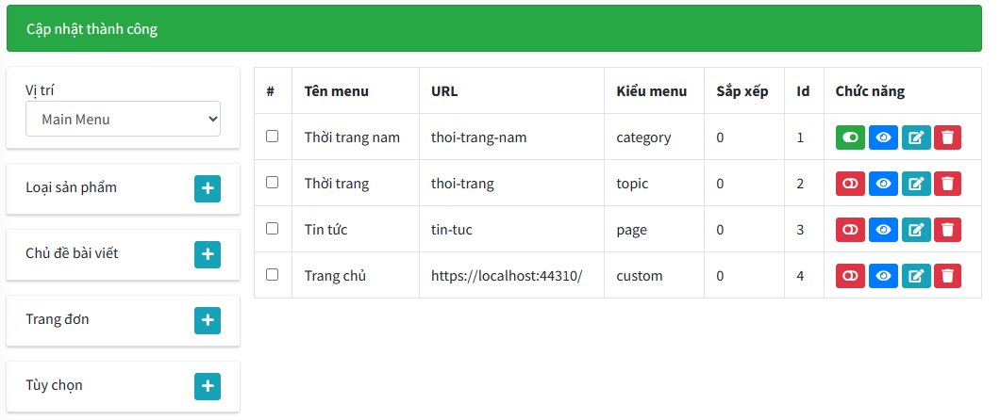 Cập nhật thành công
Vị trí
Main Menu
Loại sản phẩm
Chủ đề bài viết
Trang đơn
Tùy chọn
# Tên menu URL Kiểu menu Sắp xếp Id Chức năng
Thời trang nam thoi-trang-nam category 0 1
Thời trang thoi-trang topic 0 2
Tin tức tin-tuc page 0 3
Trang chủ https://localhost:44310/ custom 0 4